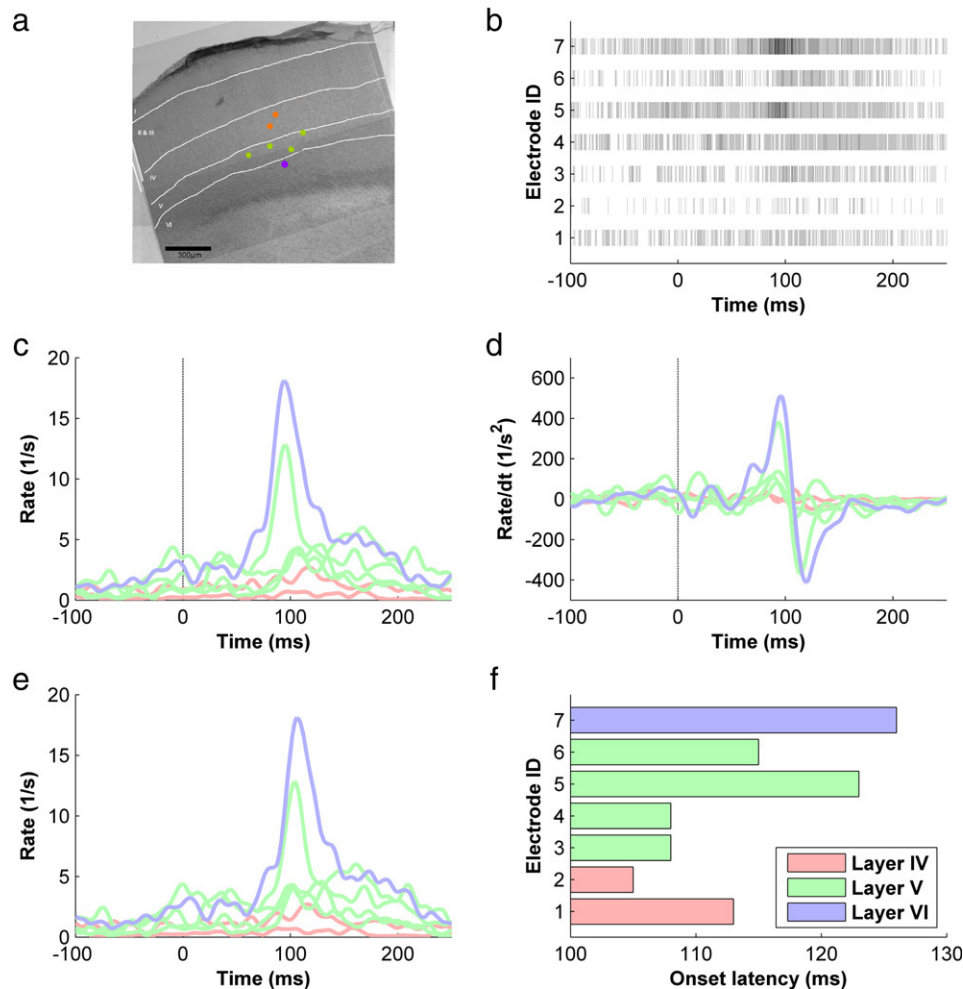 a
I
II & III
IV
V
VI
300µm
b
Electrode ID
7
6
5
4
3
2
1
-100 0 100 200
Time (ms)
c
Rate (1/s)
20
15
10
5
0
-100 0 100 200
Time (ms)
d
Rate/dt (1/s²)
600
400
200
0
-200
-400
-100 0 100 200
Time (ms)
e
Rate (1/s)
20
15
10
5
0
-100 0 100 200
Time (ms)
f
Electrode ID
7
6
5
4
3
2
1
Layer IV
Layer V
Layer VI
100 110 120 130
Onset latency (ms)